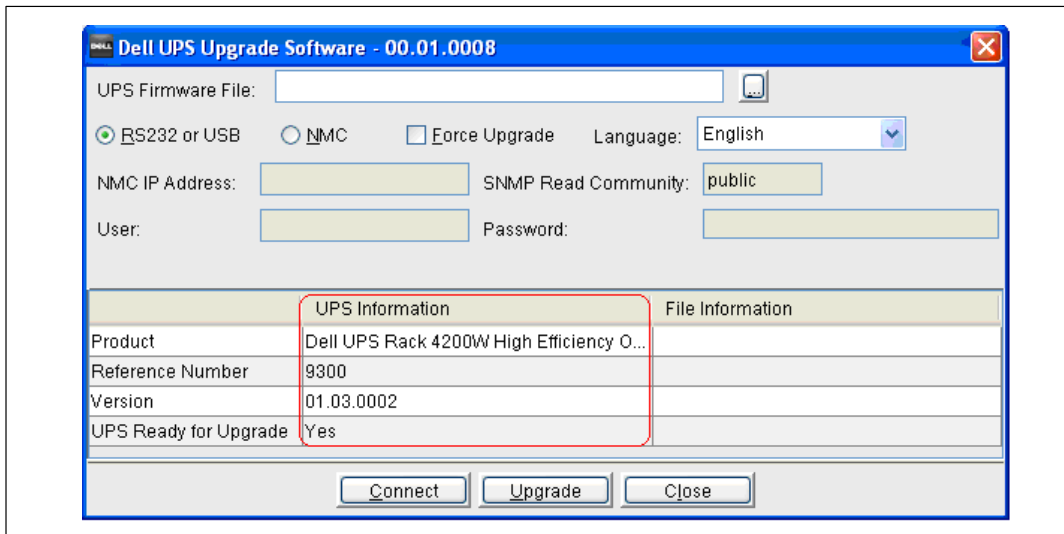 DELL Dell UPS Upgrade Software - 00.01.0008
UPS Firmware File: ...
RS232 or USB NMC Force Upgrade Language: English
NMC IP Address: SNMP Read Community: public
User: Password:
UPS Information File Information
Product Dell UPS Rack 4200W High Efficiency O...
Reference Number 9300
Version 01.03.0002
UPS Ready for Upgrade Yes
Connect Upgrade Close